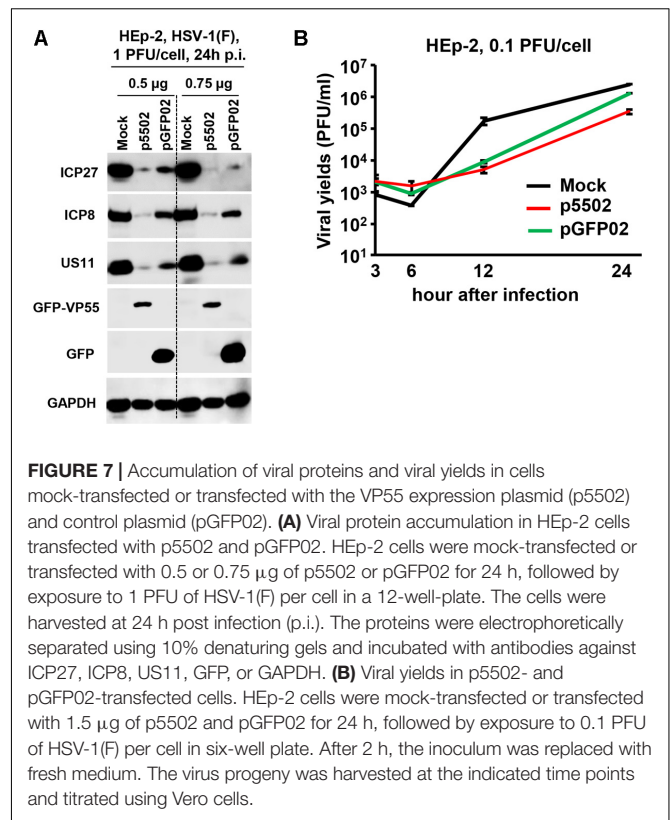 A
HEp-2, HSV-1(F),
1 PFU/cell, 24h p.i.
0.5 µg 0.75 µg
Mock p5502 pGFP02 Mock p5502 pGFP02
ICP27
ICP8
US11
GFP-VP55
GFP
GAPDH
B
HEp-2, 0.1 PFU/cell
Viral yields (PFU/ml)
10⁷
10⁶
10⁵
10⁴
10³
10²
10¹
Mock
p5502
pGFP02
3 6 12 24
hour after infection
FIGURE 7 | Accumulation of viral proteins and viral yields in cells
mock-transfected or transfected with the VP55 expression plasmid (p5502)
and control plasmid (pGFP02). (A) Viral protein accumulation in HEp-2 cells
transfected with p5502 and pGFP02. HEp-2 cells were mock-transfected or
transfected with 0.5 or 0.75 µg of p5502 or pGFP02 for 24 h, followed by
exposure to 1 PFU of HSV-1(F) per cell in a 12-well-plate. The cells were
harvested at 24 h post infection (p.i.). The proteins were electrophoretically
separated using 10% denaturing gels and incubated with antibodies against
ICP27, ICP8, US11, GFP, or GAPDH. (B) Viral yields in p5502- and
pGFP02-transfected cells. HEp-2 cells were mock-transfected or transfected
with 1.5 µg of p5502 and pGFP02 for 24 h, followed by exposure to 0.1 PFU
of HSV-1(F) per cell in six-well plate. After 2 h, the inoculum was replaced with
fresh medium. The virus progeny was harvested at the indicated time points
and titrated using Vero cells.